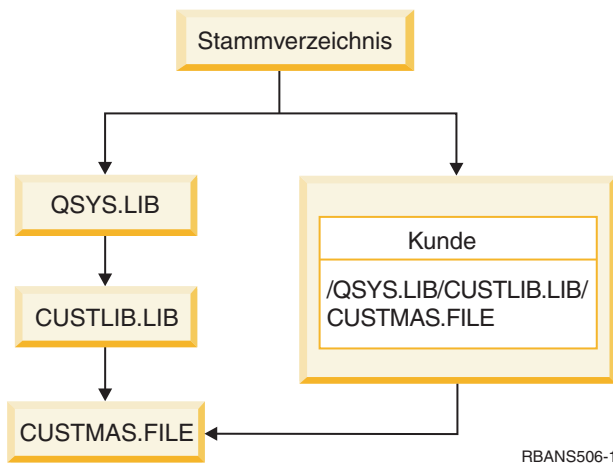 Stammverzeichnis
QSYS.LIB
CUSTLIB.LIB
CUSTMAS.FILE
Kunde
/QSYS.LIB/CUSTLIB.LIB/
CUSTMAS.FILE
RBANS506-1